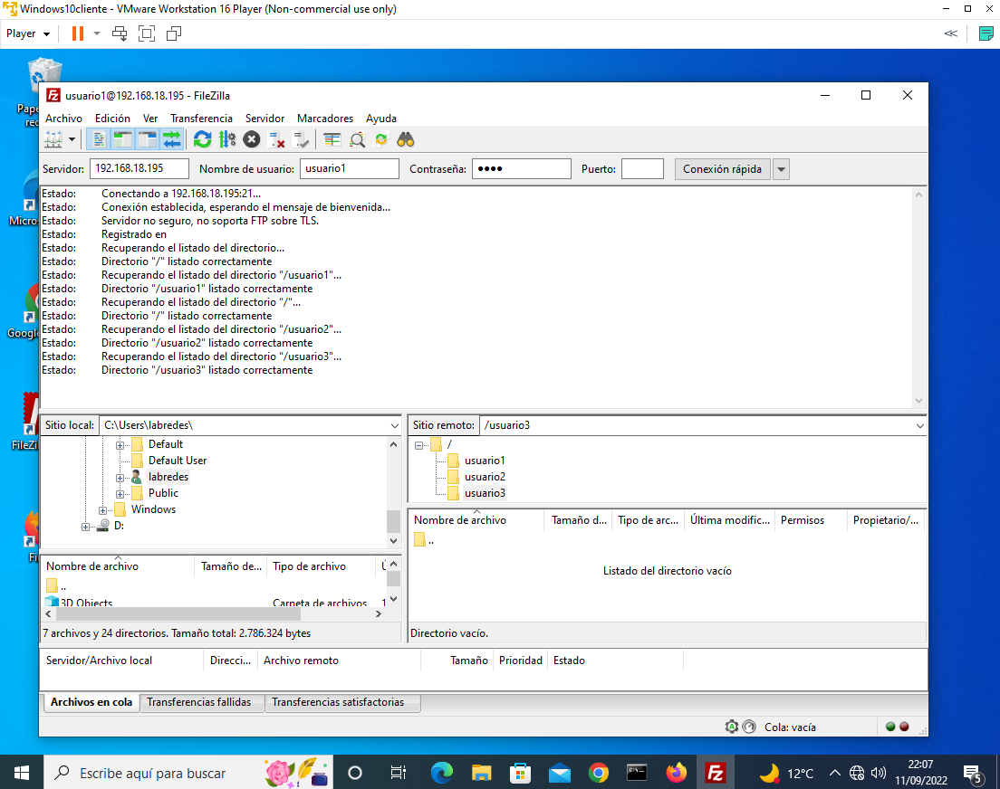 Windows10cliente - VMware Workstation 16 Player (Non-commercial use only)
Player
Pape
rec
Micro
Google
FileZi
Fi
usuario1@192.168.18.195 - FileZilla
Archivo Edición Ver Transferencia Servidor Marcadores Ayuda
Servidor: 192.168.18.195 Nombre de usuario: usuario1 Contraseña: ●●●● Puerto: Conexión rápida
Estado: Conectando a 192.168.18.195:21...
Estado: Conexión establecida, esperando el mensaje de bienvenida...
Estado: Servidor no seguro, no soporta FTP sobre TLS.
Estado: Registrado en
Estado: Recuperando el listado del directorio...
Estado: Directorio "/" listado correctamente
Estado: Recuperando el listado del directorio "/usuario1"...
Estado: Directorio "/usuario1" listado correctamente
Estado: Recuperando el listado del directorio "/"...
Estado: Directorio "/" listado correctamente
Estado: Recuperando el listado del directorio "/usuario2"...
Estado: Directorio "/usuario2" listado correctamente
Estado: Recuperando el listado del directorio "/usuario3"...
Estado: Directorio "/usuario3" listado correctamente
Sitio local: C:\Users\labredes\
Default
Default User
labredes
Public
Windows
D:
Nombre de archivo Tamaño de... Tipo de archivo Ú
..
3D Objects Carpeta de archivos 1
7 archivos y 24 directorios. Tamaño total: 2.786.324 bytes
Sitio remoto: /usuario3
/
usuario1
usuario2
usuario3
Nombre de archivo Tamaño d... Tipo de arc... Última modific... Permisos Propietario/...
..
Listado del directorio vacío
Directorio vacío.
Servidor/Archivo local Direcci... Archivo remoto Tamaño Prioridad Estado
Archivos en cola Transferencias fallidas Transferencias satisfactorias
Cola: vacía
Escribe aquí para buscar
12°C
22:07
11/09/2022
5